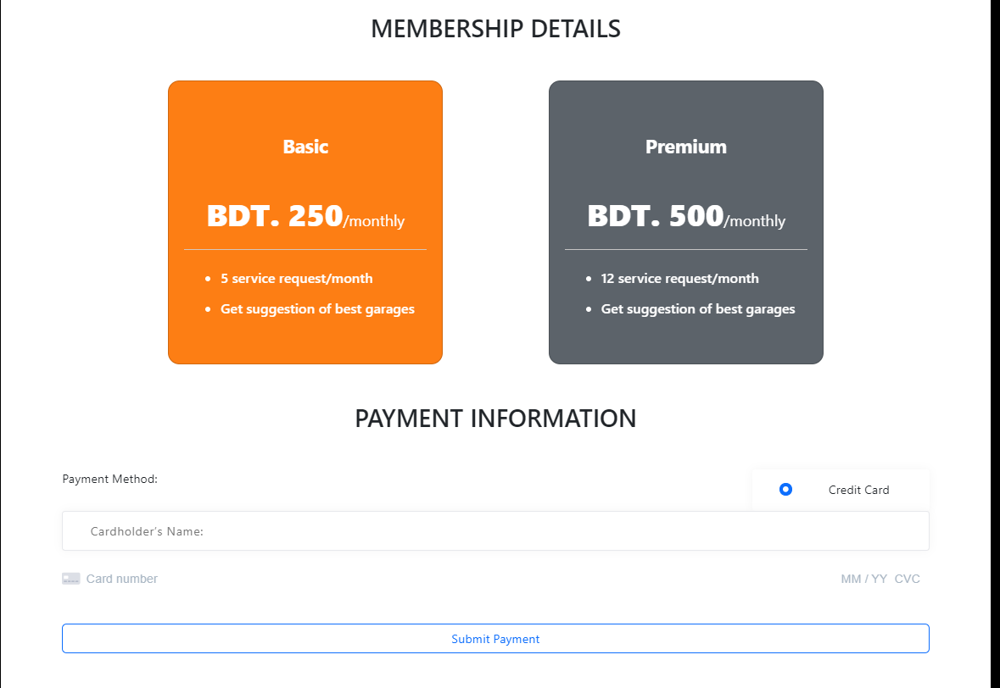 MEMBERSHIP DETAILS
Basic
BDT. 250/monthly
• 5 service request/month
• Get suggestion of best garages
Premium
BDT. 500/monthly
• 12 service request/month
• Get suggestion of best garages
PAYMENT INFORMATION
Payment Method:
Credit Card
Cardholder's Name:
Card number
MM / YY CVC
Submit Payment